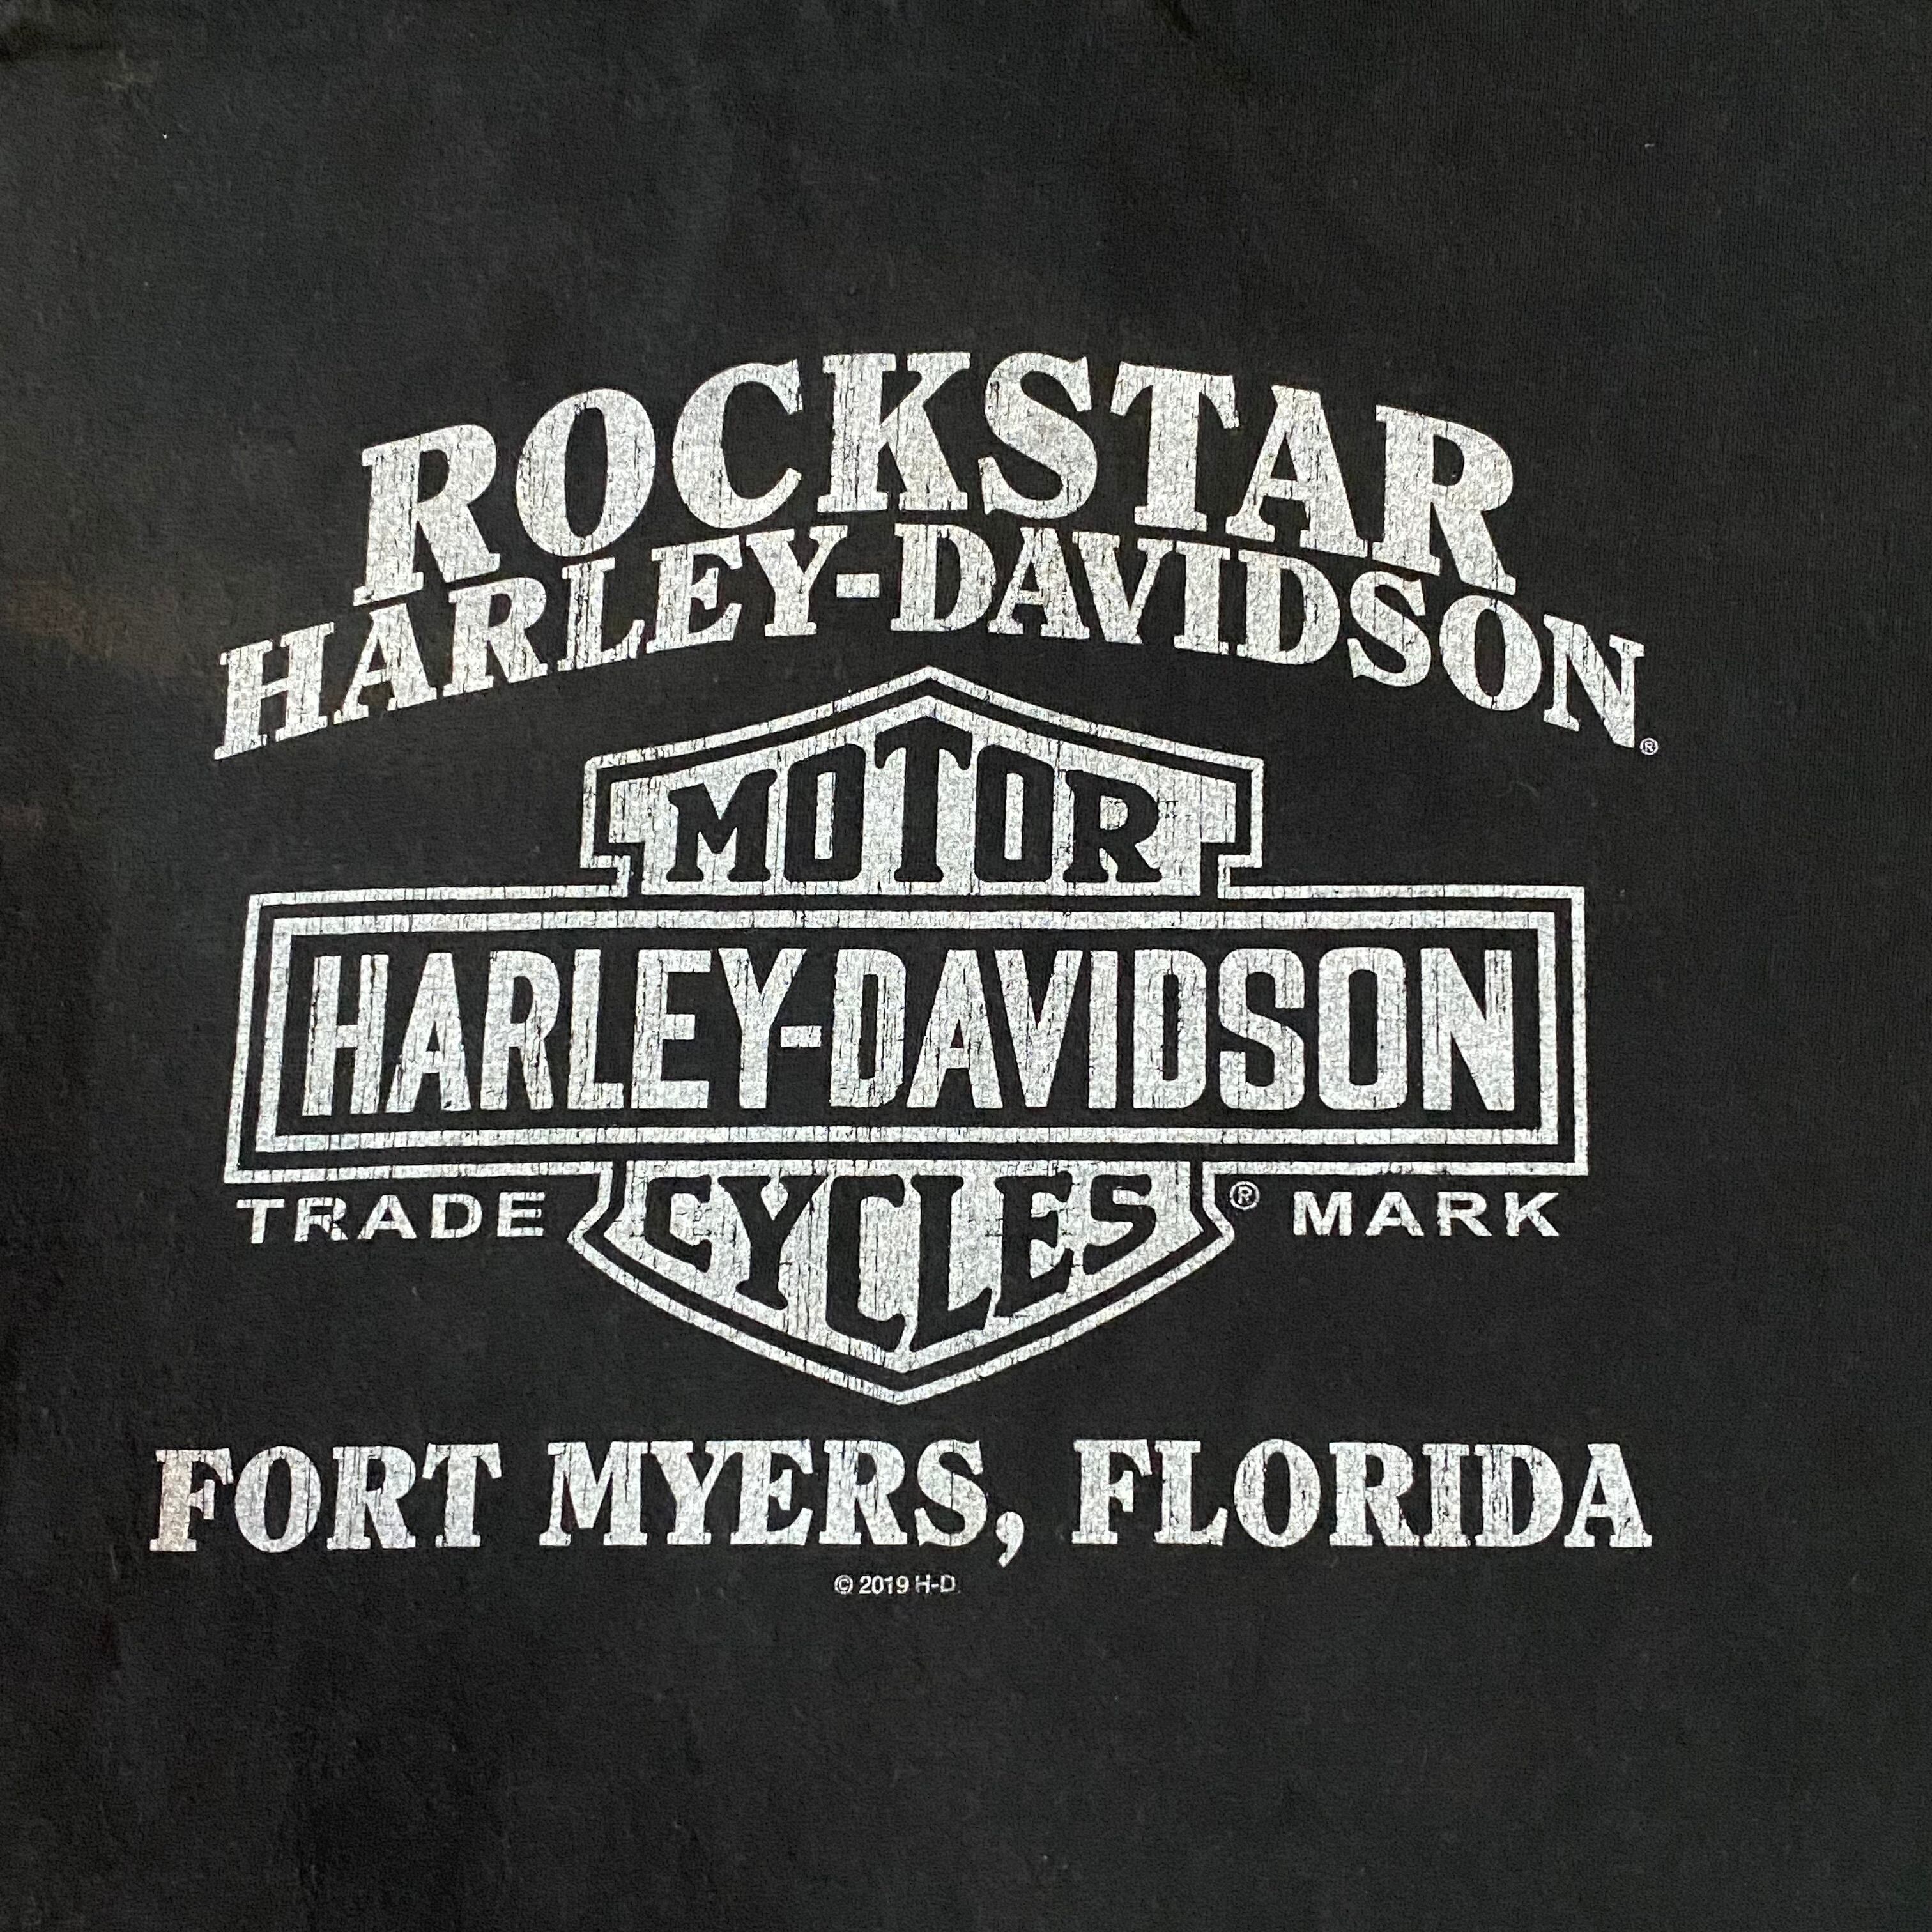 ROCKSTAR
HARLEY-DAVIDSON®
MOTOR
HARLEY-DAVIDSON
TRADE CYCLES® MARK
FORT MYERS, FLORIDA
© 2019 H-D